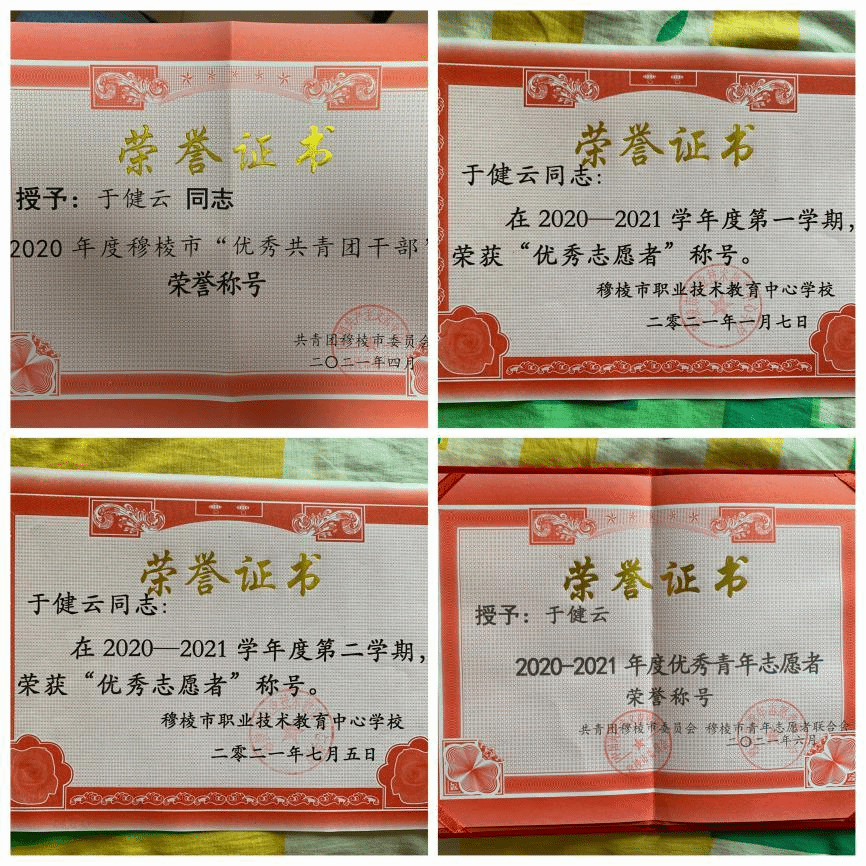 荣誉证书
授予：于健云 同志
2020 年度穆棱市“优秀共青团干部”
荣誉称号
共青团穆棱市委员会
二〇二一年四月
荣誉证书
于健云同志:
在 2020—2021 学年度第一学期,
荣获“优秀志愿者”称号。
穆棱市职业技术教育中心学校
二零二一年一月七日
荣誉证书
于健云同志:
在 2020—2021 学年度第二学期,
荣获“优秀志愿者”称号。
穆棱市职业技术教育中心学校
二零二一年七月五日
荣誉证书
授予：于健云
2020-2021 年度优秀青年志愿者
荣誉称号
共青团穆棱市委员会 穆棱市青年志愿者联合会
二〇二一年六月